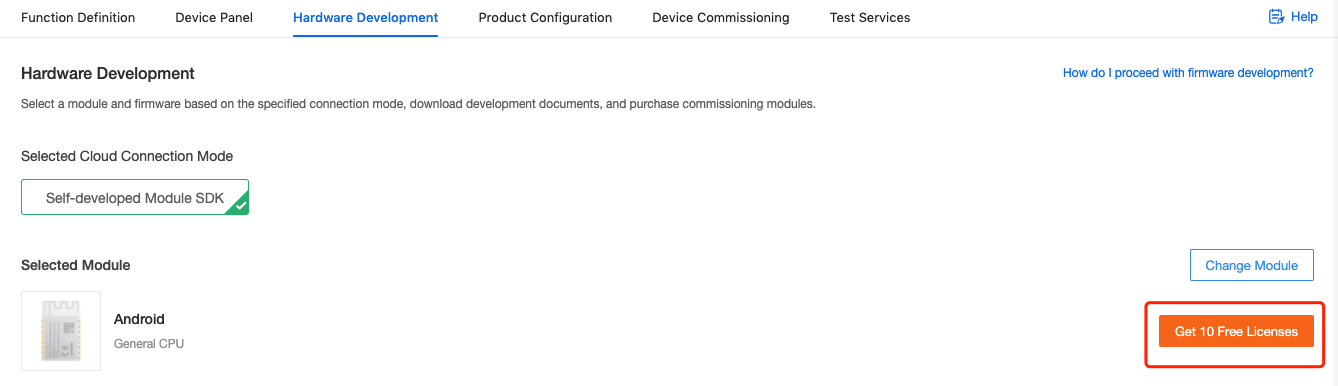 Function Definition Device Panel Hardware Development Product Configuration Device Commissioning Test Services Help
Hardware Development How do I proceed with firmware development?
Select a module and firmware based on the specified connection mode, download development documents, and purchase commissioning modules.
Selected Cloud Connection Mode
Self-developed Module SDK
Selected Module Change Module
Android
General CPU
Get 10 Free Licenses